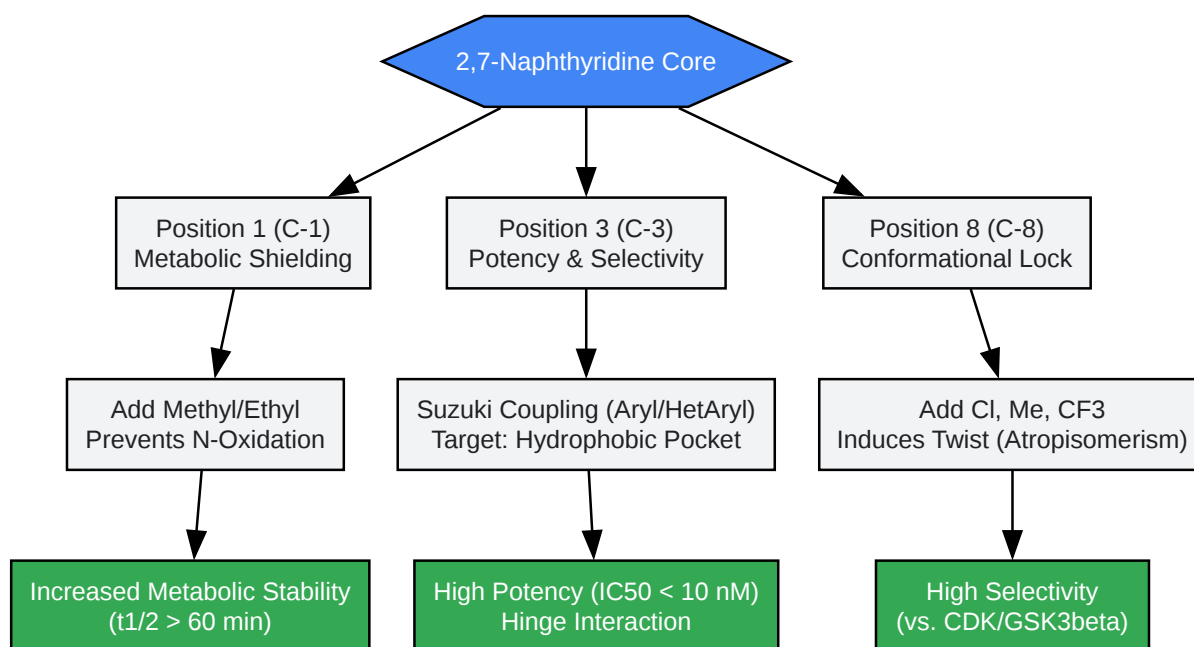 2,7-Naphthyridine Core
Position 1 (C-1)
Metabolic Shielding
Position 3 (C-3)
Potency & Selectivity
Position 8 (C-8)
Conformational Lock
Add Methyl/Ethyl
Prevents N-Oxidation
Suzuki Coupling (Aryl/HetAryl)
Target: Hydrophobic Pocket
Add Cl, Me, CF3
Induces Twist (Atropisomerism)
Increased Metabolic Stability
(t1/2 > 60 min)
High Potency (IC50 < 10 nM)
Hinge Interaction
High Selectivity
(vs. CDK/GSK3beta)